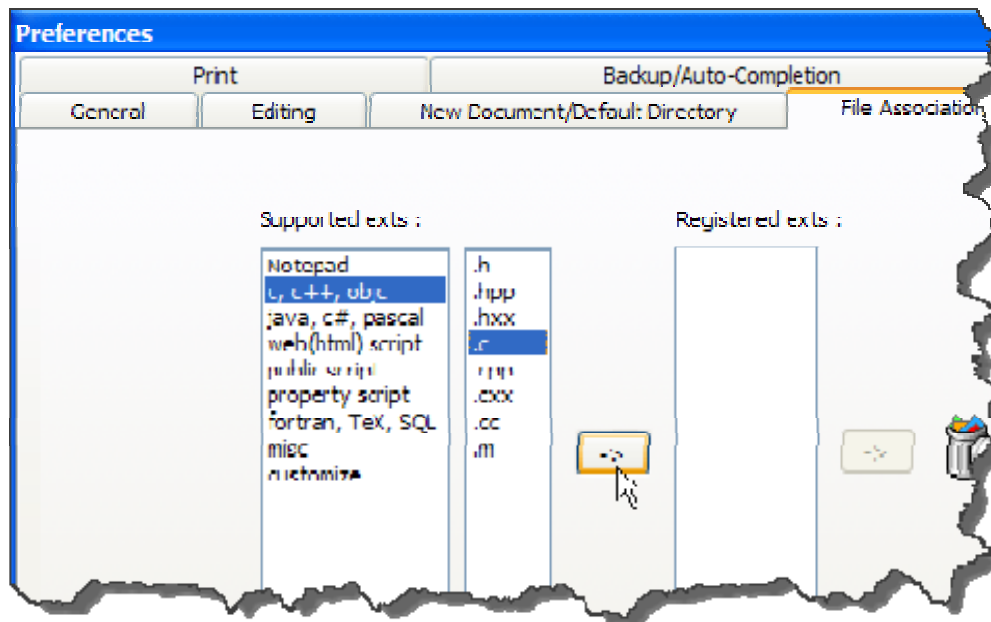 Preferences
Print
Backup/Auto-Completion
General
Editing
New Document/Default Directory
File Association
Supported exts :
Registered exts :
Notepad
c, c++, objc
java, c#, pascal
web(html) script
public script
property script
fortran, TeX, SQL
misc
customize
.h
.hpp
.hxx
.c
.cpp
.cxx
.cc
.m
->
->